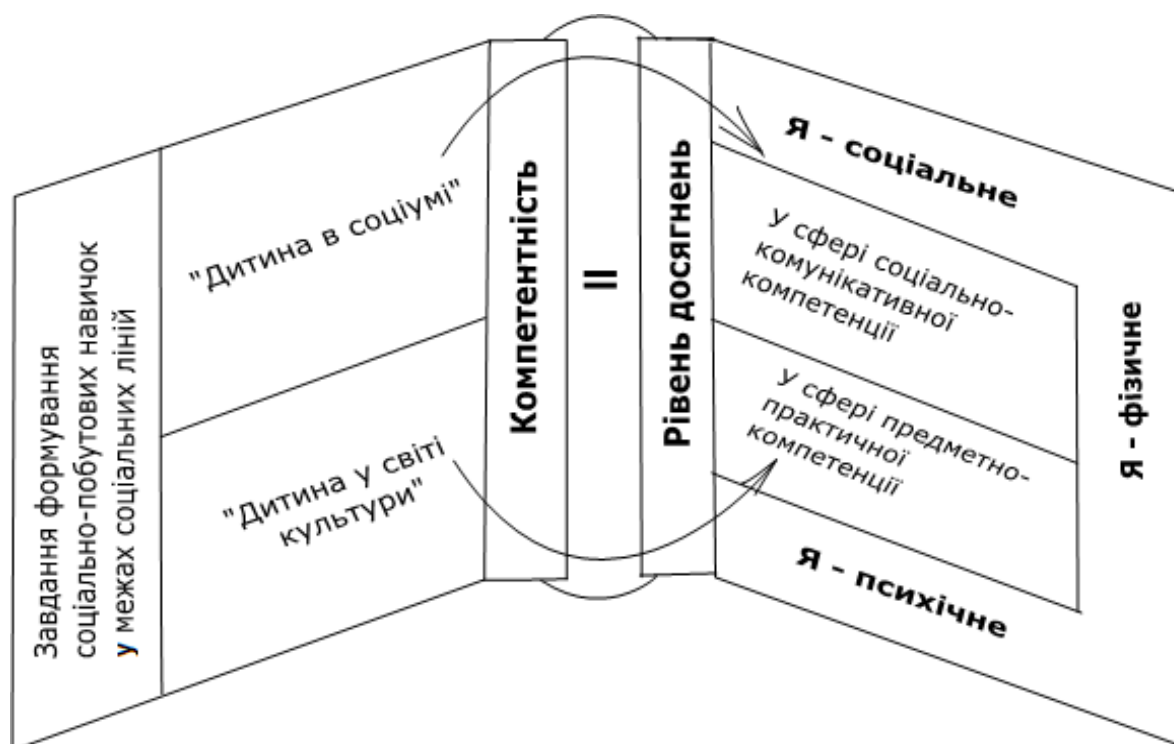 Завдання формування
соціально-побутових навичок
у межах соціальних ліній
"Дитина в соціумі"
"Дитина у світі
культури"
Компетентність
=
Рівень досягнень
Я – соціальне
У сфері соціально-
комунікативної
компетенції
У сфері предметно-
практичної
компетенції
Я – психічне
Я – фізичне